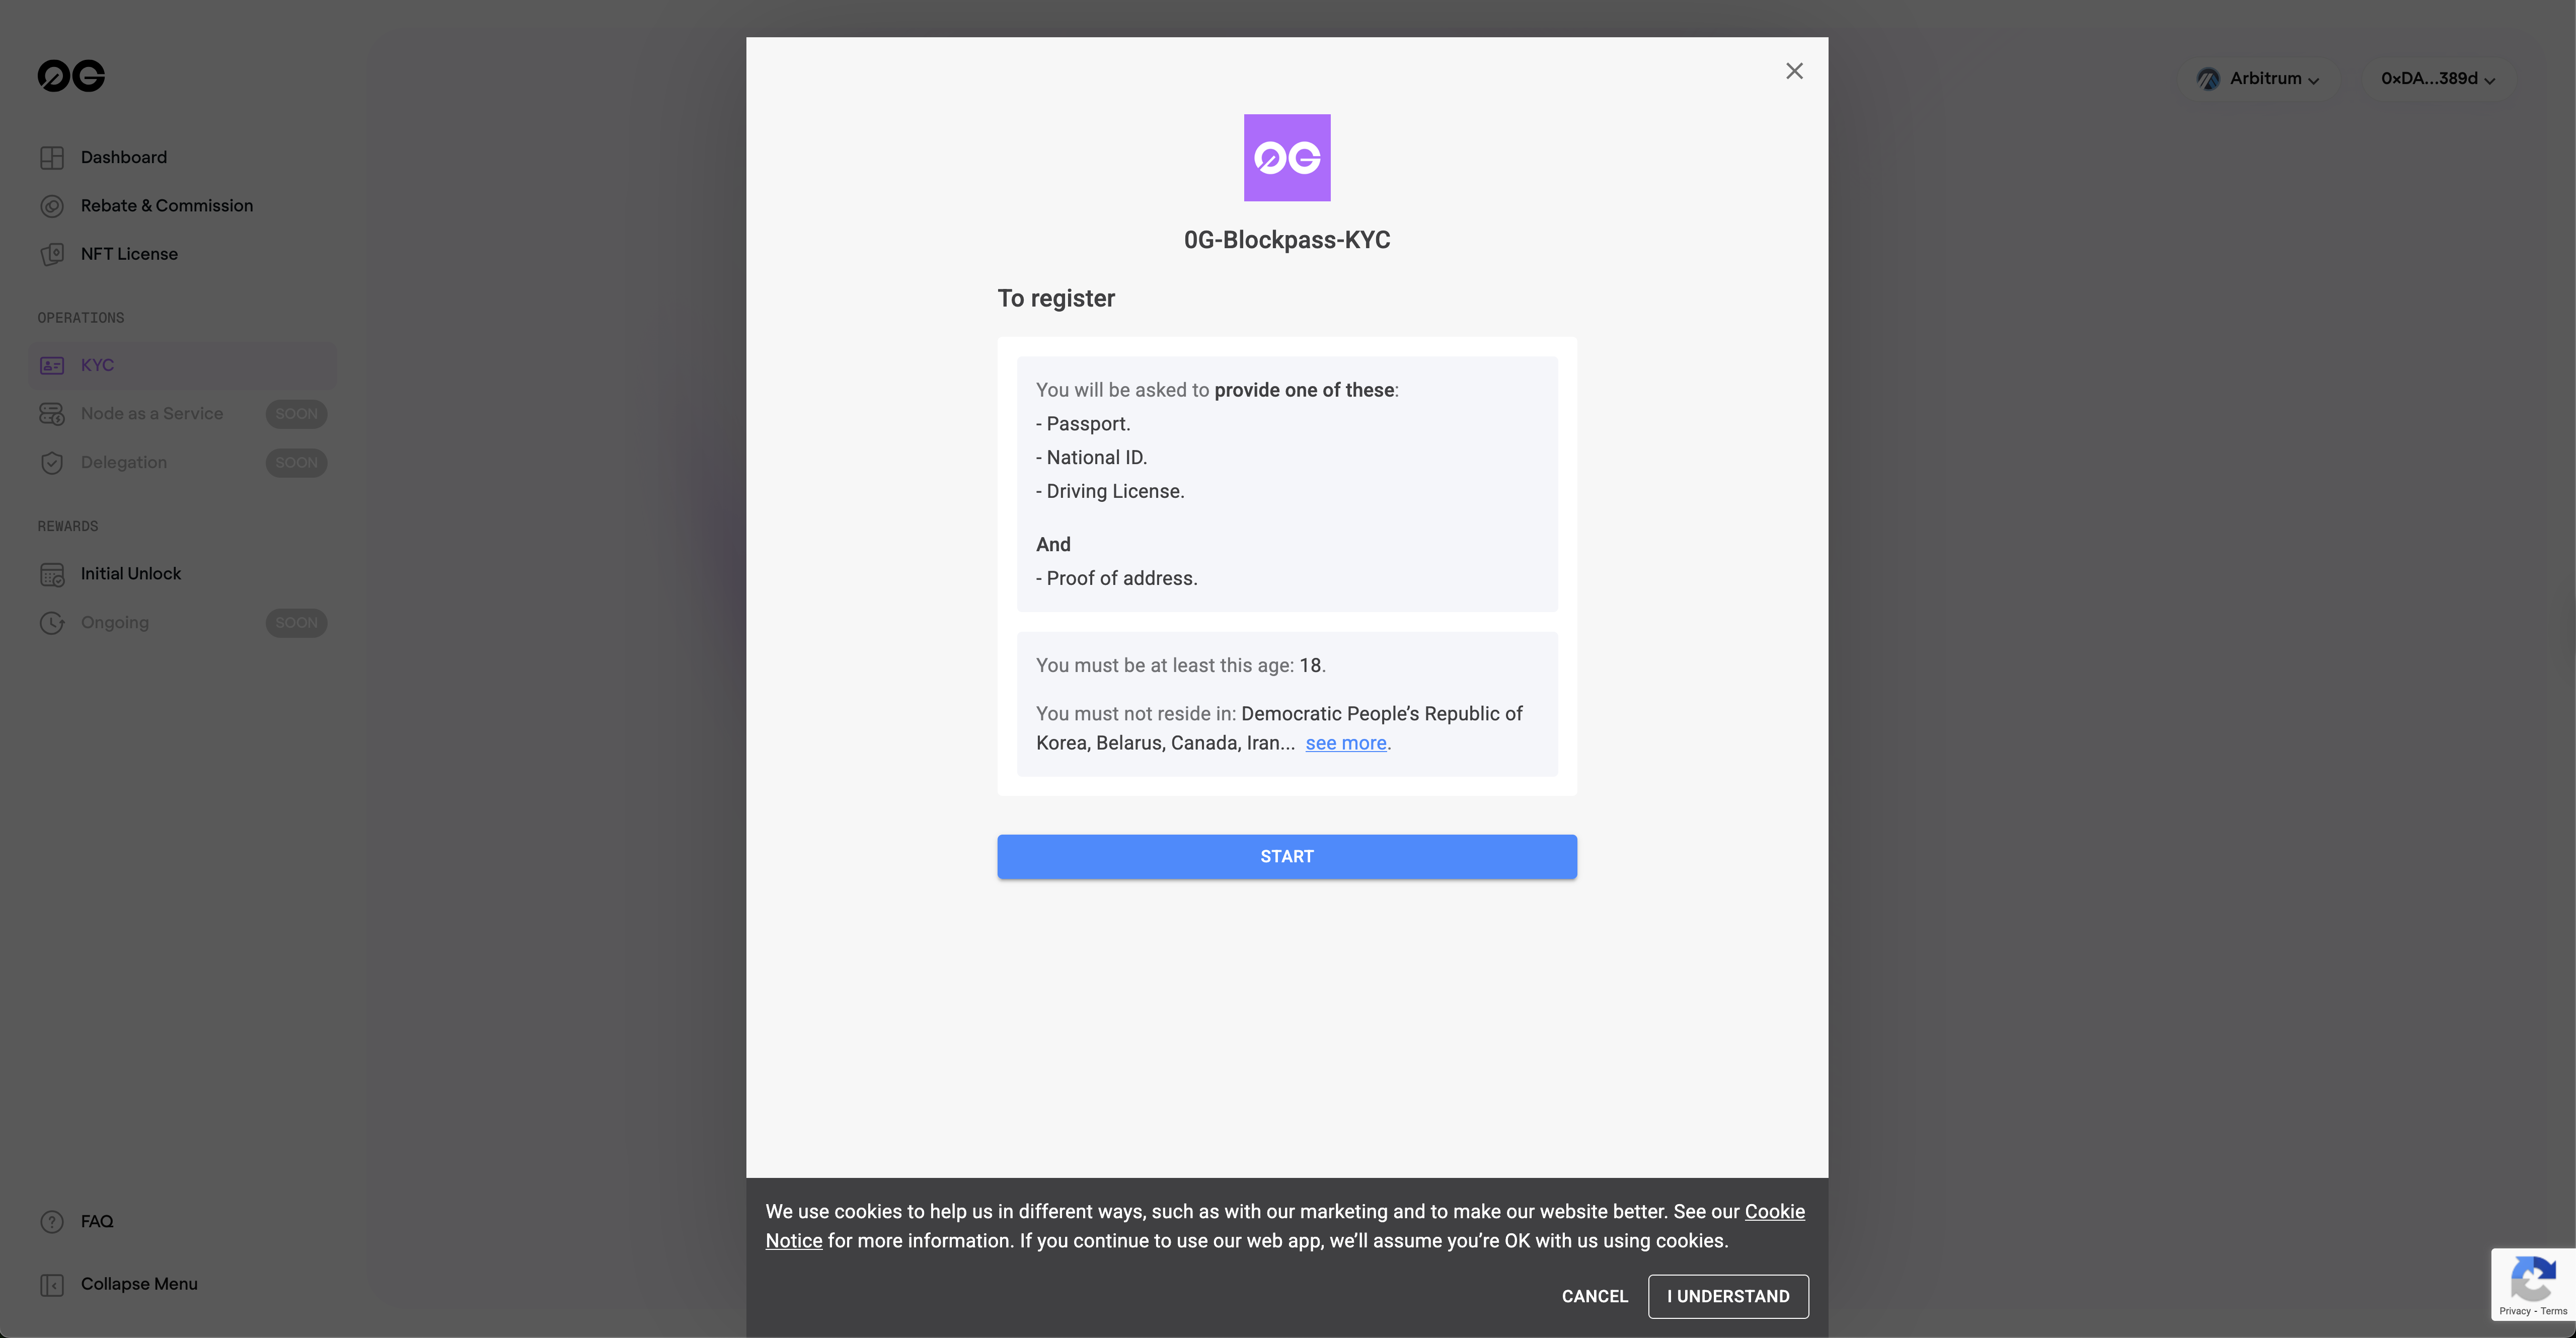 0G
Dashboard
Rebate & Commission
NFT License
OPERATIONS
KYC
Node as a Service SOON
Delegation SOON
REWARDS
Initial Unlock
Ongoing SOON
FAQ
Collapse Menu
Arbitrum
0xDA...389d
0G
0G-Blockpass-KYC
To register
You will be asked to provide one of these:
- Passport.
- National ID.
- Driving License.
And
- Proof of address.
You must be at least this age: 18.
You must not reside in: Democratic People’s Republic of
Korea, Belarus, Canada, Iran... see more.
START
We use cookies to help us in different ways, such as with our marketing and to make our website better. See our Cookie
Notice for more information. If you continue to use our web app, we’ll assume you’re OK with us using cookies.
CANCEL
I UNDERSTAND
Privacy - Terms